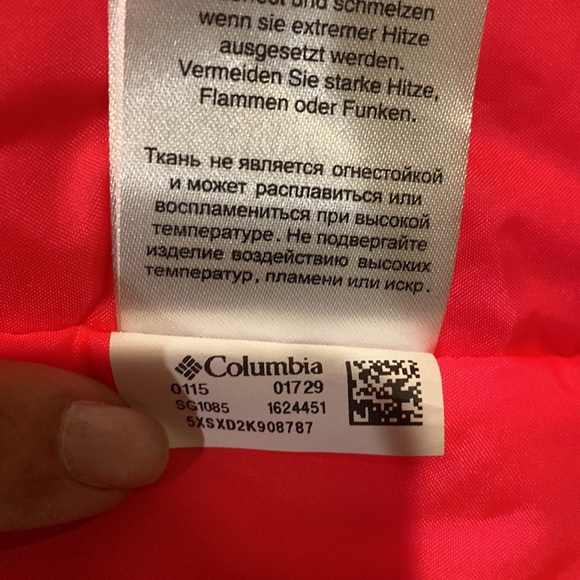 und schmelzen
wenn sie extremer Hitze
ausgesetzt werden.
Vermeiden Sie starke Hitze,
Flammen oder Funken.
Ткань не является огнестойкой
и может расплавиться или
воспламениться при высокой
температуре. Не подвергайте
изделие воздействию высоких
температур, пламени или искр.
Columbia
0115 01729
SG1085 1624451
5XSXD2K908787